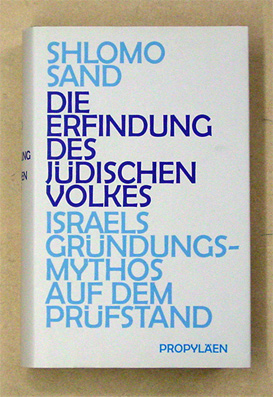 SHLOMO
SAND
DIE
ERFINDUNG
DES
JÜDISCHEN
VOLKES
ISRAELS
GRÜNDUNGS-
MYTHOS
AUF DEM
PRÜFSTAND
PROPYLÄEN